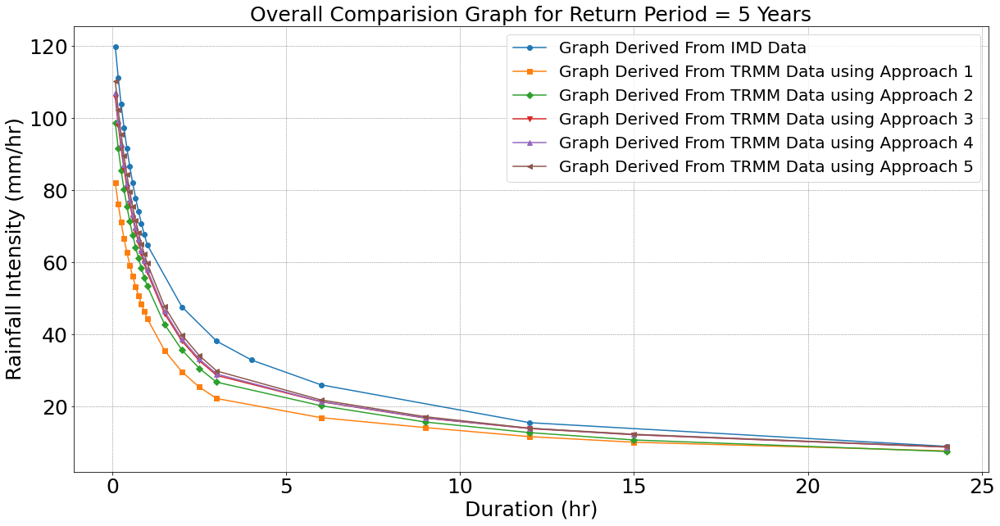 Overall Comparision Graph for Return Period = 5 Years
Graph Derived From IMD Data
Graph Derived From TRMM Data using Approach 1
Graph Derived From TRMM Data using Approach 2
Graph Derived From TRMM Data using Approach 3
Graph Derived From TRMM Data using Approach 4
Graph Derived From TRMM Data using Approach 5
Rainfall Intensity (mm/hr)
120
100
80
60
40
20
0 5 10 15 20 25
Duration (hr)